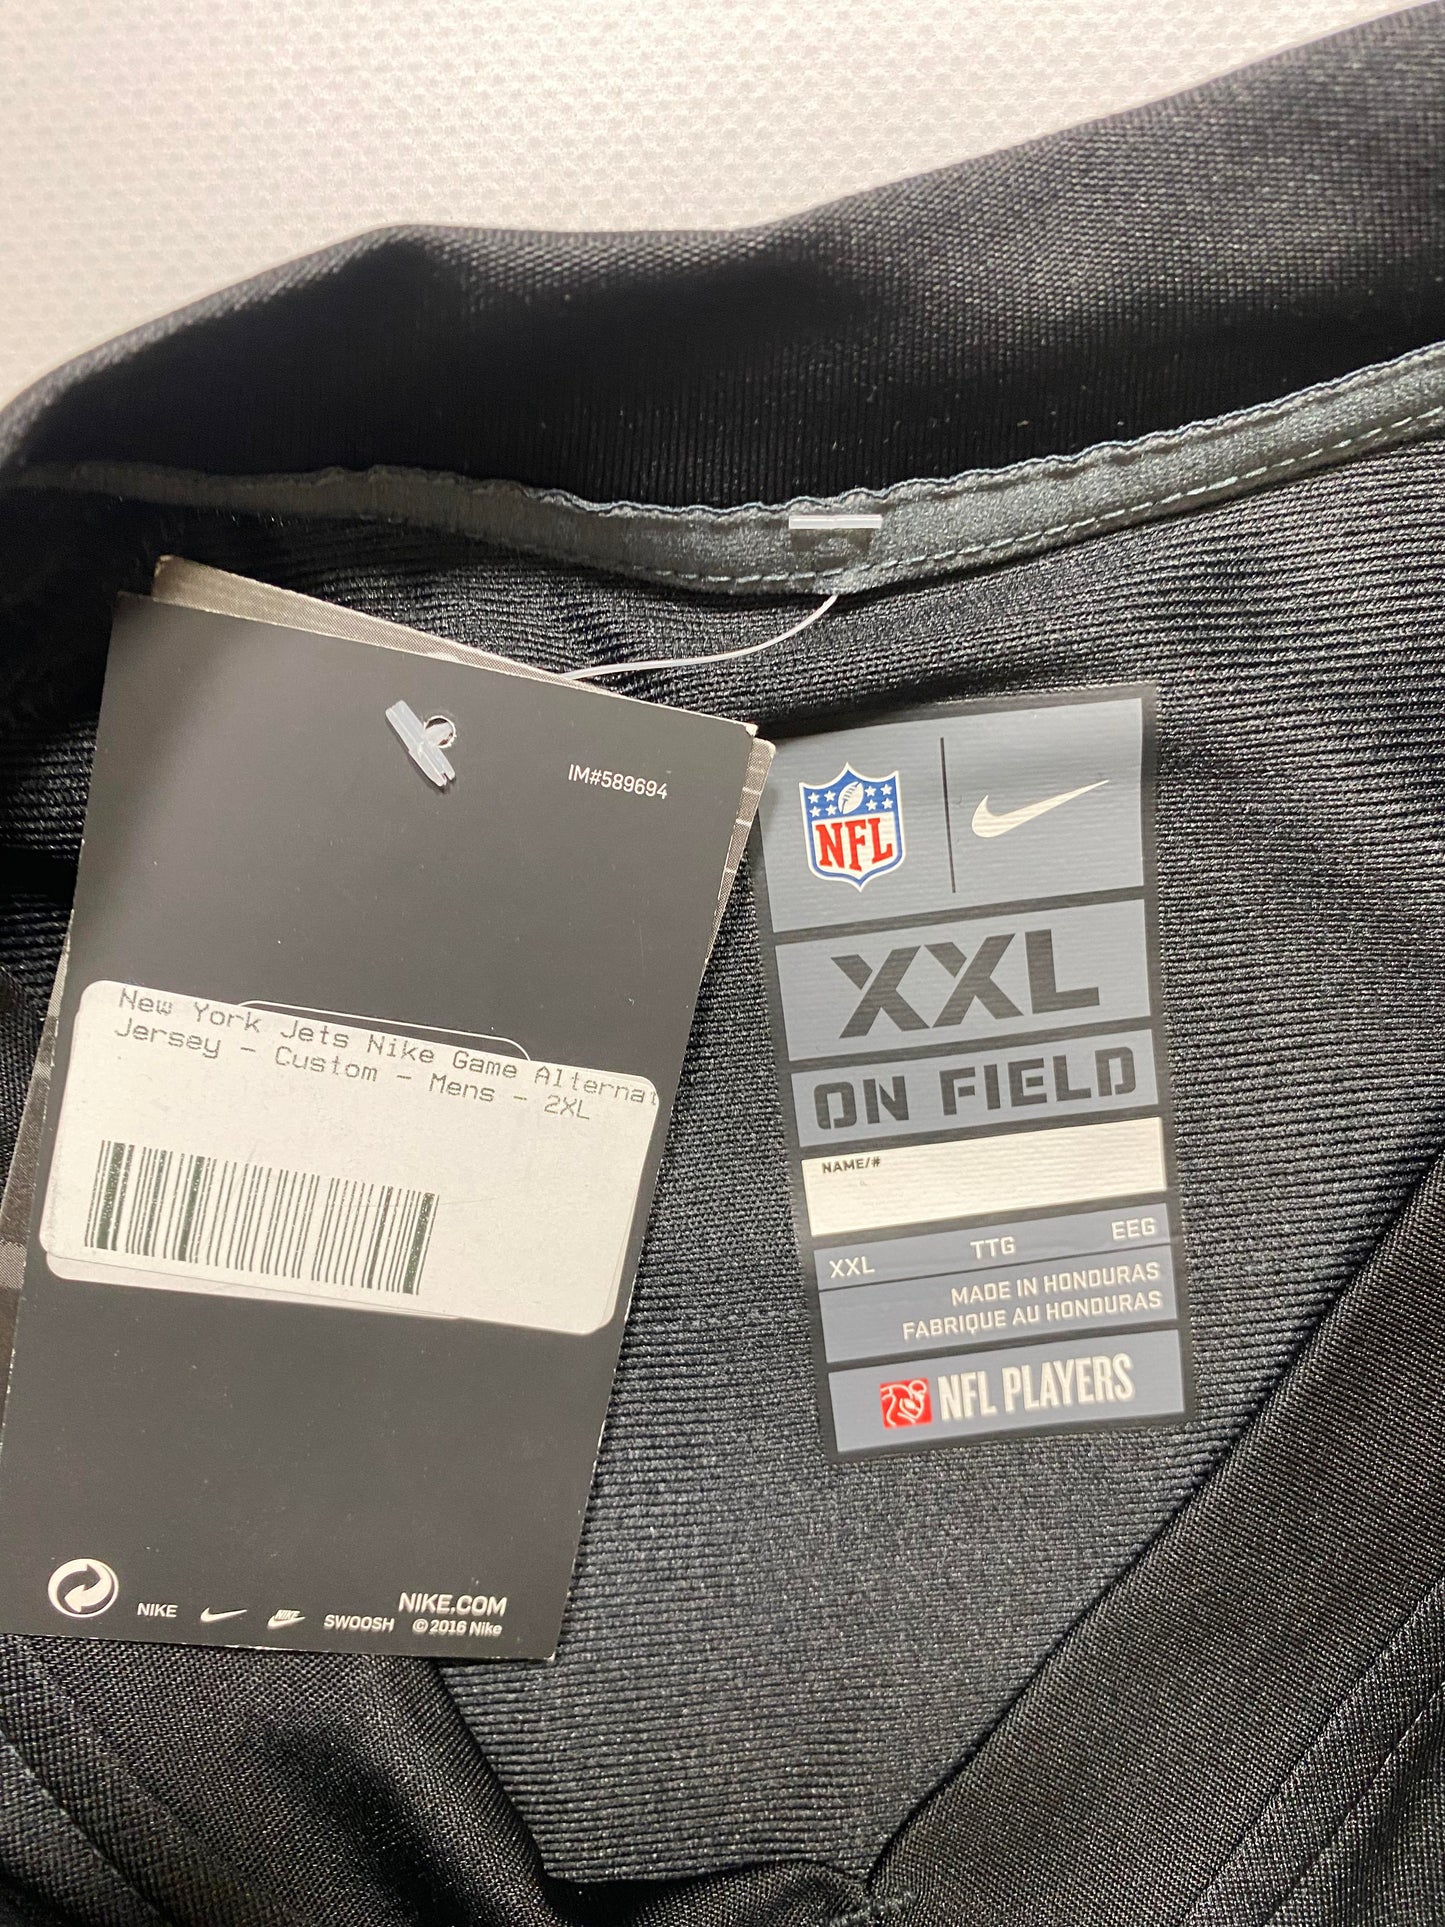 IM#589694
New York Jets Nike Game Alternat
Jersey - Custom - Mens - 2XL
NIKE
NIKE
SWOOSH
NIKE.COM
© 2016 Nike
NFL
XXL
ON FIELD
NAME/#
XXL TTG EEG
MADE IN HONDURAS
FABRIQUE AU HONDURAS
NFL PLAYERS